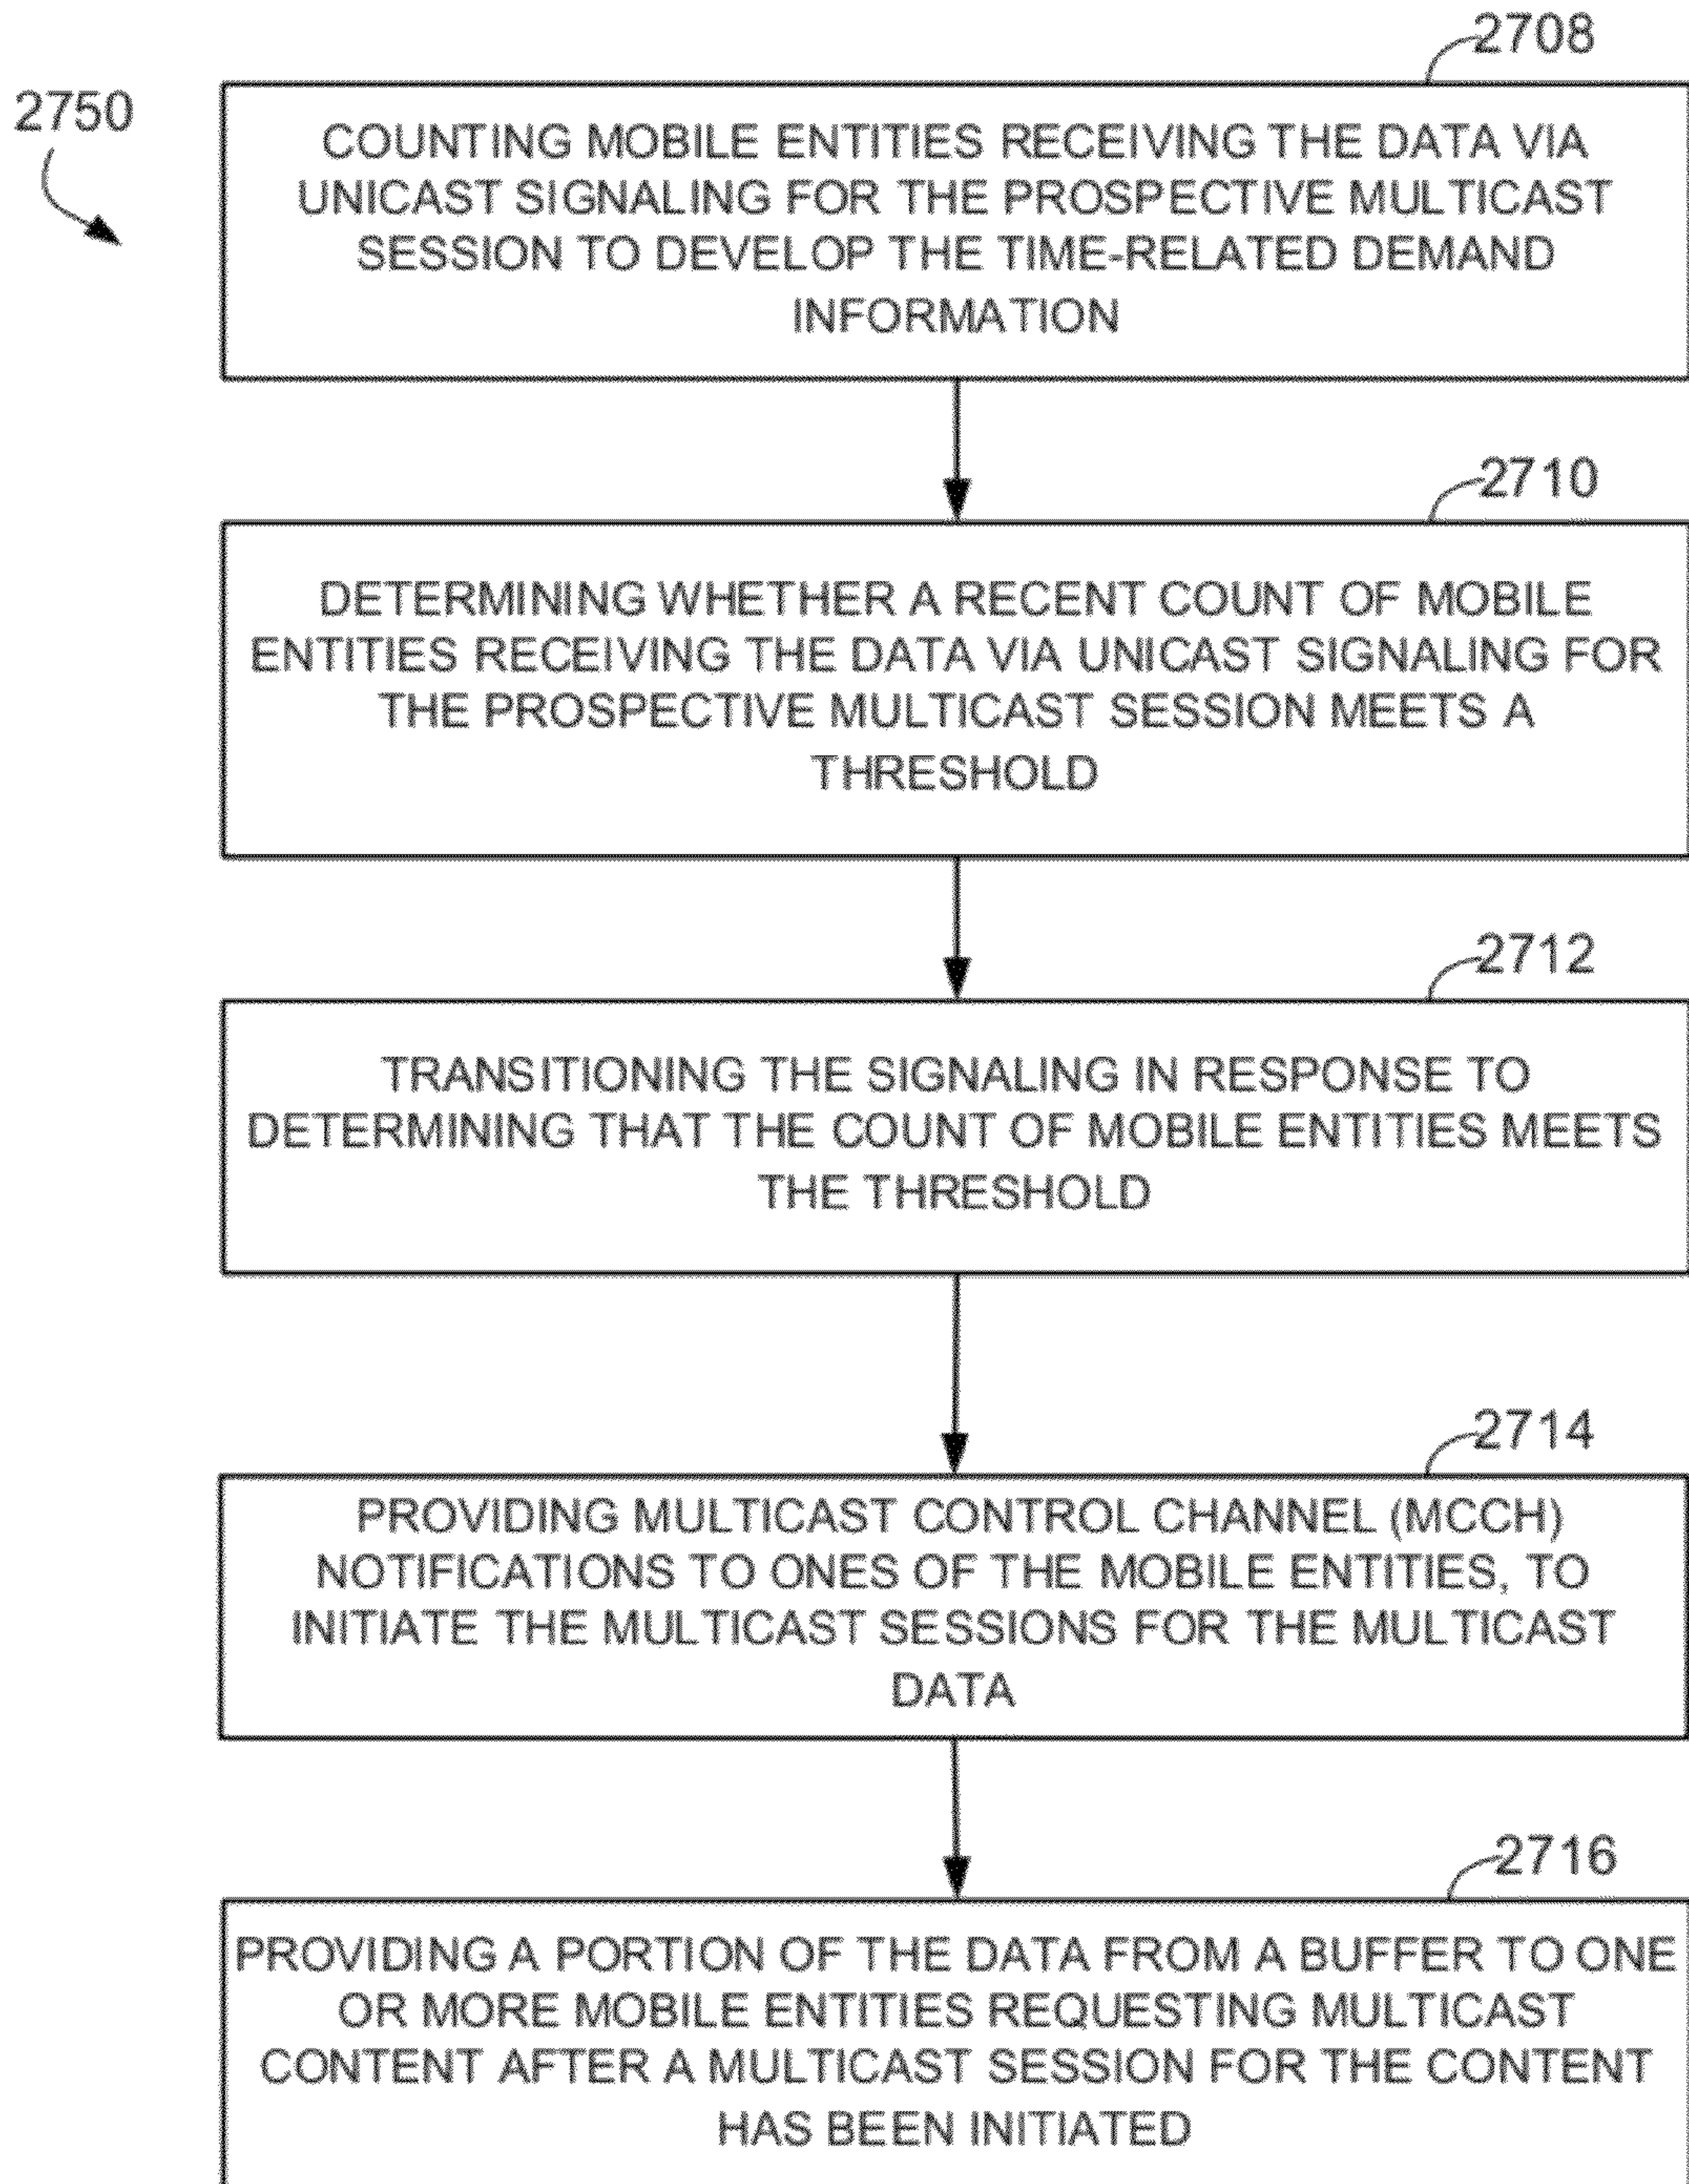 2708
2750
COUNTING MOBILE ENTITIES RECEIVING THE DATA VIA
UNICAST SIGNALING FOR THE PROSPECTIVE MULTICAST
SESSION TO DEVELOP THE TIME-RELATED DEMAND
INFORMATION
2710
DETERMINING WHETHER A RECENT COUNT OF MOBILE
ENTITIES RECEIVING THE DATA VIA UNICAST SIGNALING FOR
THE PROSPECTIVE MULTICAST SESSION MEETS A
THRESHOLD
2712
TRANSITIONING THE SIGNALING IN RESPONSE TO
DETERMINING THAT THE COUNT OF MOBILE ENTITIES MEETS
THE THRESHOLD
2714
PROVIDING MULTICAST CONTROL CHANNEL (MCCH)
NOTIFICATIONS TO ONES OF THE MOBILE ENTITIES, TO
INITIATE THE MULTICAST SESSIONS FOR THE MULTICAST
DATA
2716
PROVIDING A PORTION OF THE DATA FROM A BUFFER TO ONE
OR MORE MOBILE ENTITIES REQUESTING MULTICAST
CONTENT AFTER A MULTICAST SESSION FOR THE CONTENT
HAS BEEN INITIATED